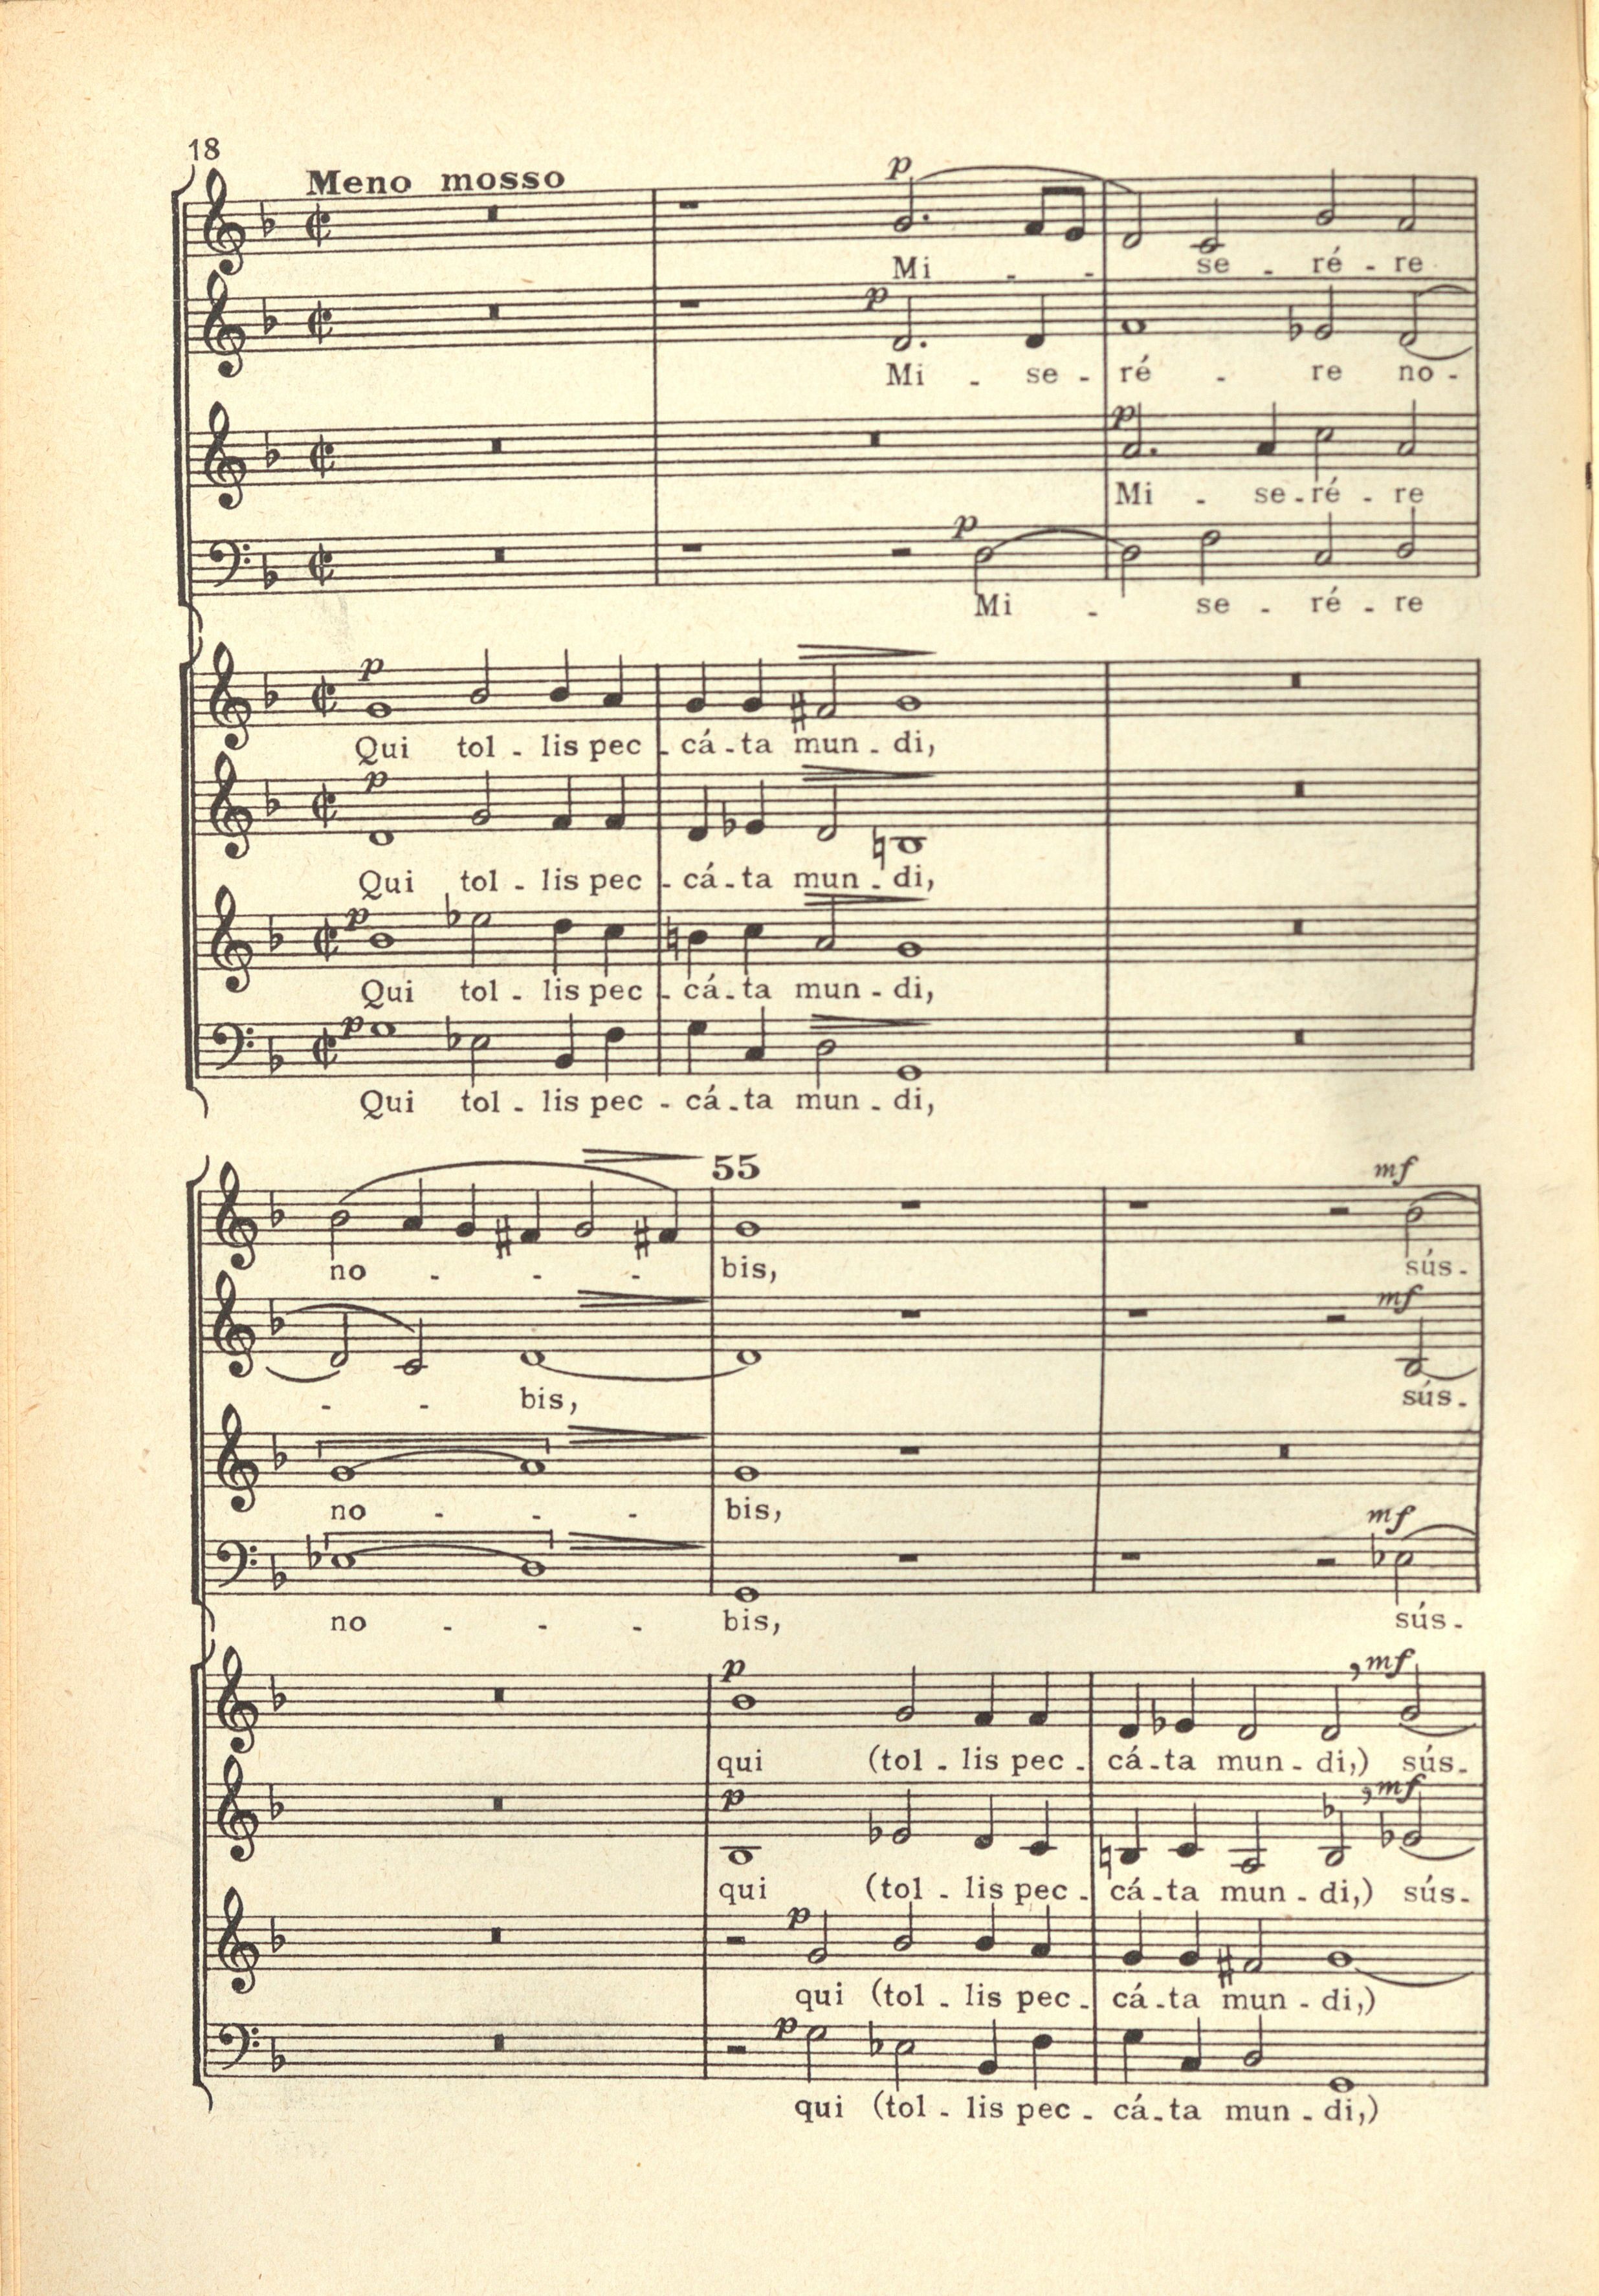 18
Meno mosso
p
Mi - - se - ré - re
p
Mi - se - ré - re no -
p
Mi - se - ré - re
p
Mi - se - ré - re
p
Qui tol - lis pec - cá - ta mun - di,
p
Qui tol - lis pec - cá - ta mun - di,
p
Qui tol - lis pec - cá - ta mun - di,
p
Qui tol - lis pec - cá - ta mun - di,
55
mf
no - - - bis, sús -
mf
- - bis, sús -
no - - - bis,
mf
no - - - bis, sús -
p , mf
qui (tol - lis pec - cá - ta mun - di,) sús -
p , mf
qui (tol - lis pec - cá - ta mun - di,) sús -
p
qui (tol - lis pec - cá - ta mun - di,)
p
qui (tol - lis pec - cá - ta mun - di,)